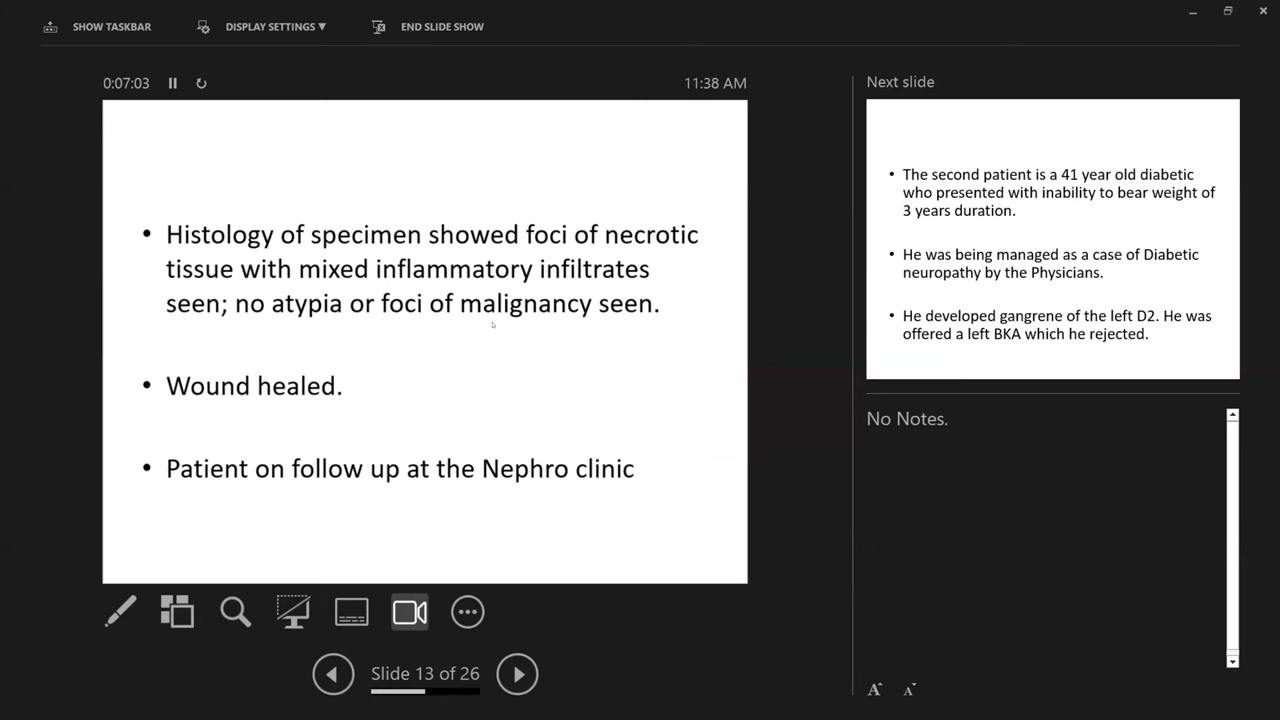 SHOW TASKBAR
DISPLAY SETTINGS ▼
END SLIDE SHOW
0:07:03
11:38 AM
• Histology of specimen showed foci of necrotic
tissue with mixed inflammatory infiltrates
seen; no atypia or foci of malignancy seen.
• Wound healed.
• Patient on follow up at the Nephro clinic
Slide 13 of 26
Next slide
• The second patient is a 41 year old diabetic
who presented with inability to bear weight of
3 years duration.
• He was being managed as a case of Diabetic
neuropathy by the Physicians.
• He developed gangrene of the left D2. He was
offered a left BKA which he rejected.
No Notes.
A A